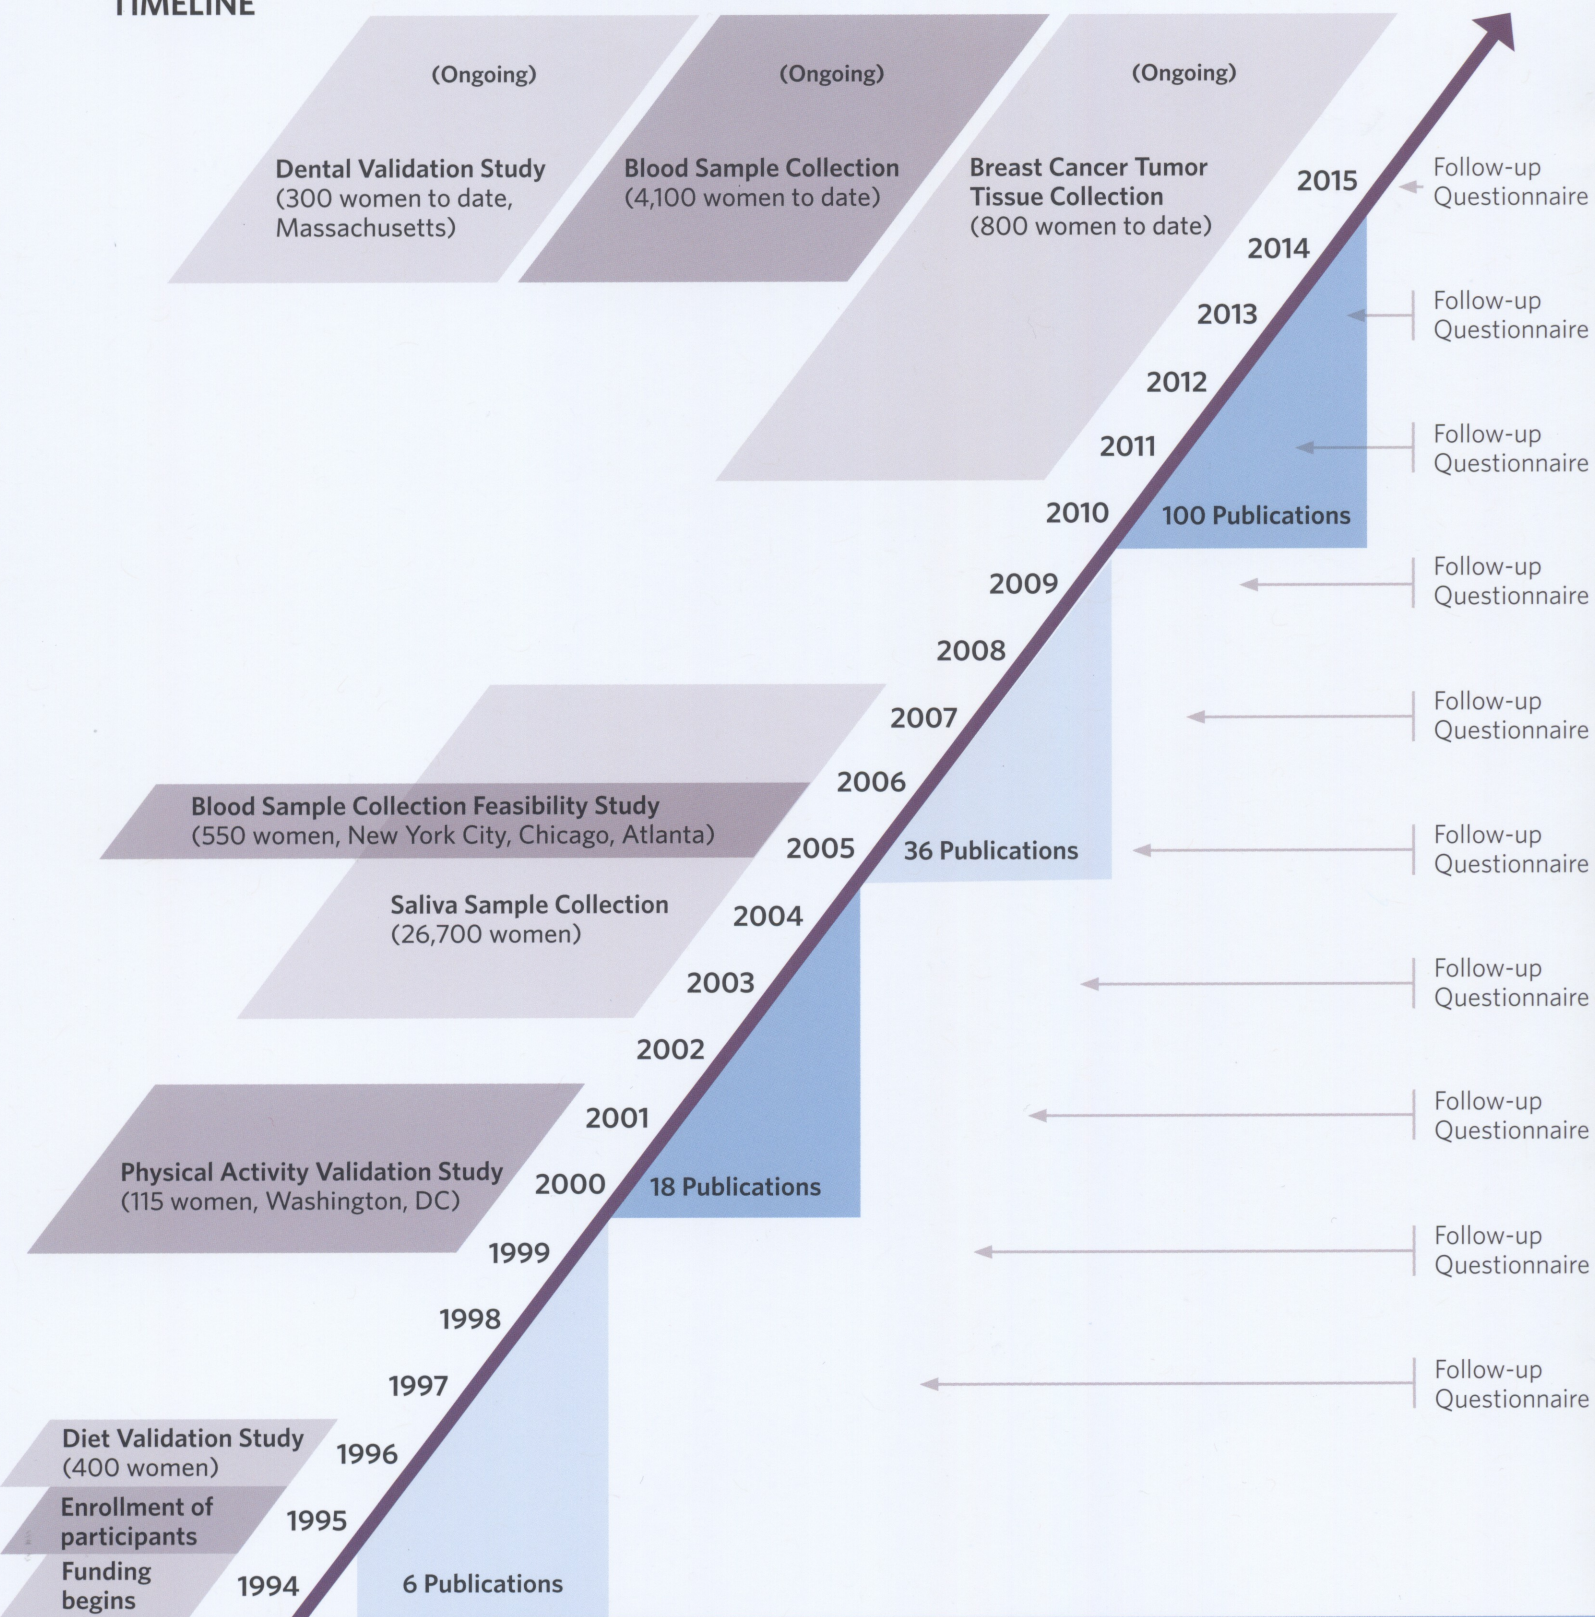 TIMELINE
(Ongoing)
(Ongoing)
(Ongoing)
Dental Validation Study
(300 women to date,
Massachusetts)
Blood Sample Collection
(4,100 women to date)
Breast Cancer Tumor
Tissue Collection
(800 women to date)
2015
Follow-up
Questionnaire
2014
2013
Follow-up
Questionnaire
2012
2011
Follow-up
Questionnaire
2010
100 Publications
2009
Follow-up
Questionnaire
2008
2007
Follow-up
Questionnaire
2006
Blood Sample Collection Feasibility Study
(550 women, New York City, Chicago, Atlanta)
2005
36 Publications
Follow-up
Questionnaire
Saliva Sample Collection
(26,700 women)
2004
2003
Follow-up
Questionnaire
2002
2001
Follow-up
Questionnaire
Physical Activity Validation Study
(115 women, Washington, DC)
2000
18 Publications
1999
Follow-up
Questionnaire
1998
1997
Follow-up
Questionnaire
Diet Validation Study
(400 women)
1996
Enrollment of
participants
1995
Funding
begins
1994
6 Publications